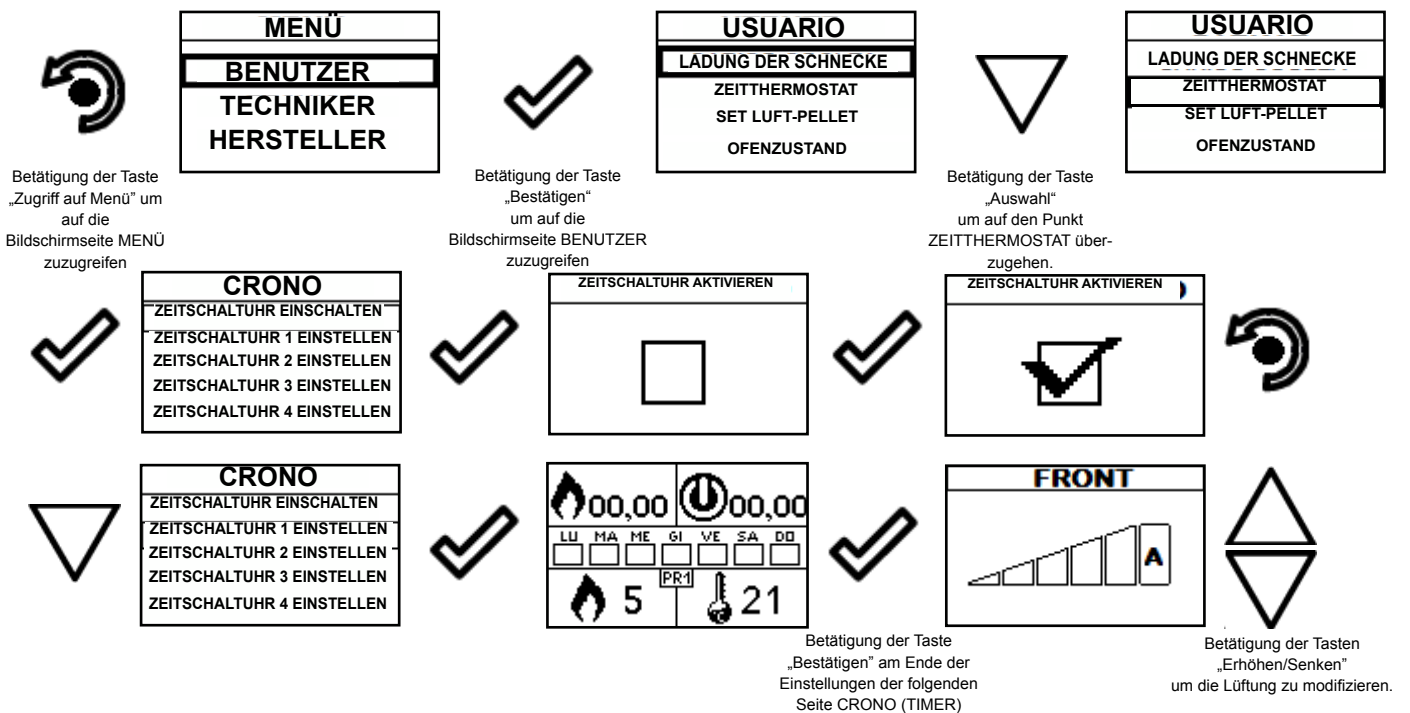 MENÜ
BENUTZER
TECHNIKER
HERSTELLER
Betätigung der Taste
„Zugriff auf Menü” um
auf die
Bildschirmseite MENÜ
zuzugreifen
USUARIO
LADUNG DER SCHNECKE
ZEITTHERMOSTAT
SET LUFT-PELLET
OFENZUSTAND
Betätigung der Taste
„Bestätigen“
um auf die
Bildschirmseite BENUTZER
zuzugreifen
USUARIO
LADUNG DER SCHNECKE
ZEITTHERMOSTAT
SET LUFT-PELLET
OFENZUSTAND
Betätigung der Taste
„Auswahl“
um auf den Punkt
ZEITTHERMOSTAT über-
zugehen.
CRONO
ZEITSCHALTUHR EINSCHALTEN
ZEITSCHALTUHR 1 EINSTELLEN
ZEITSCHALTUHR 2 EINSTELLEN
ZEITSCHALTUHR 3 EINSTELLEN
ZEITSCHALTUHR 4 EINSTELLEN
ZEITSCHALTUHR AKTIVIEREN
ZEITSCHALTUHR AKTIVIEREN
CRONO
ZEITSCHALTUHR EINSCHALTEN
ZEITSCHALTUHR 1 EINSTELLEN
ZEITSCHALTUHR 2 EINSTELLEN
ZEITSCHALTUHR 3 EINSTELLEN
ZEITSCHALTUHR 4 EINSTELLEN
00,00 00,00
LU MA ME GI VE SA DO
PR1
5 21
FRONT
A
Betätigung der Taste
„Bestätigen” am Ende der
Einstellungen der folgenden
Seite CRONO (TIMER)
Betätigung der Tasten
„Erhöhen/Senken”
um die Lüftung zu modifizieren.